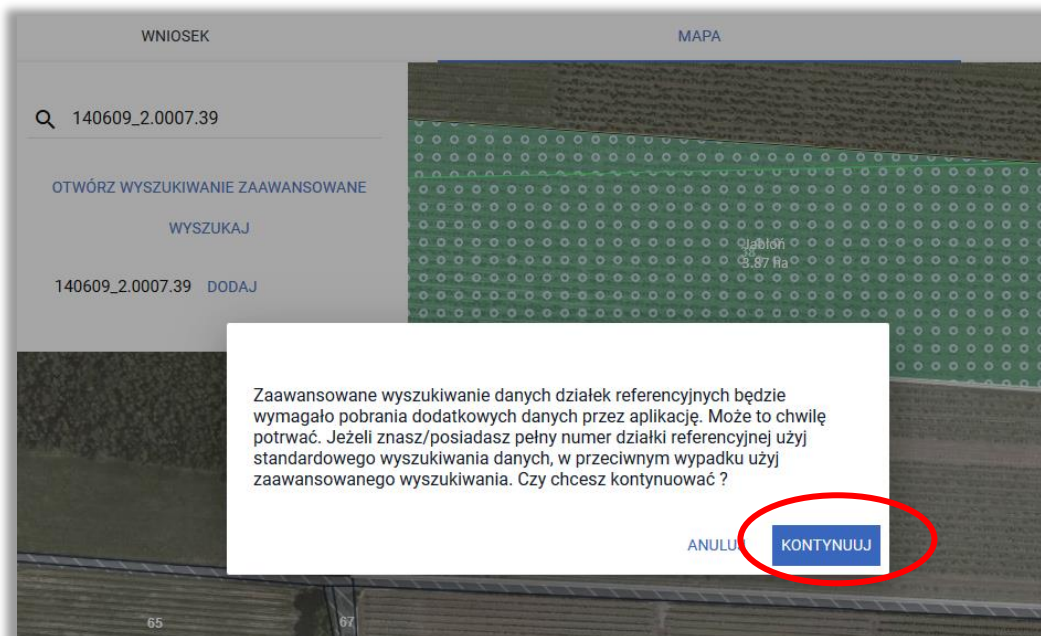 WNIOSEK
MAPA
140609_2.0007.39
OTWÓRZ WYSZUKIWANIE ZAAWANSOWANE
WYSZUKAJ
140609_2.0007.39 DODAJ
Jabłoń
3.87 ha
Zaawansowane wyszukiwanie danych działek referencyjnych będzie
wymagało pobrania dodatkowych danych przez aplikację. Może to chwilę
potrwać. Jeżeli znasz/posiadasz pełny numer działki referencyjnej użyj
standardowego wyszukiwania danych, w przeciwnym wypadku użyj
zaawansowanego wyszukiwania. Czy chcesz kontynuować ?
ANULUJ
KONTYNUUJ
65
67